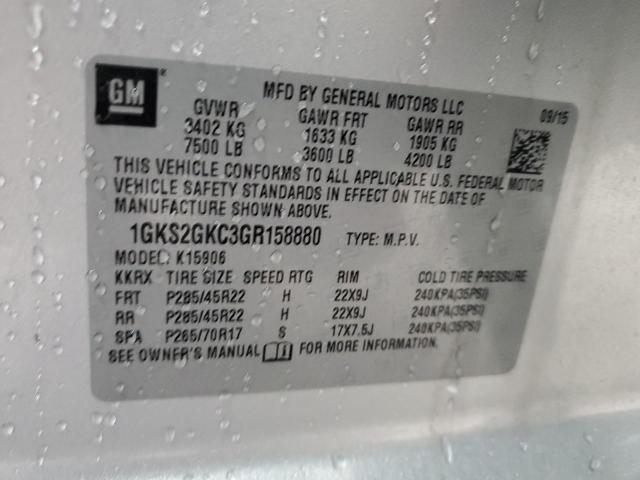 GM ®
MFD BY GENERAL MOTORS LLC
GVWR GAWR FRT GAWR RR 09/15
3402 KG 1633 KG 1905 KG
7500 LB 3600 LB 4200 LB
THIS VEHICLE CONFORMS TO ALL APPLICABLE U.S. FEDERAL MOTOR
VEHICLE SAFETY STANDARDS IN EFFECT ON THE DATE OF
MANUFACTURE SHOWN ABOVE.
1GKS2GKC3GR158880 TYPE: M.P.V.
MODEL: K15906
KKRX TIRE SIZE SPEED RTG RIM COLD TIRE PRESSURE
FRT P285/45R22 H 22X9J 240KPA(35PSI)
RR P285/45R22 H 22X9J 240KPA(35PSI)
SPA P265/70R17 S 17X7.5J 240KPA(35PSI)
SEE OWNER'S MANUAL FOR MORE INFORMATION.